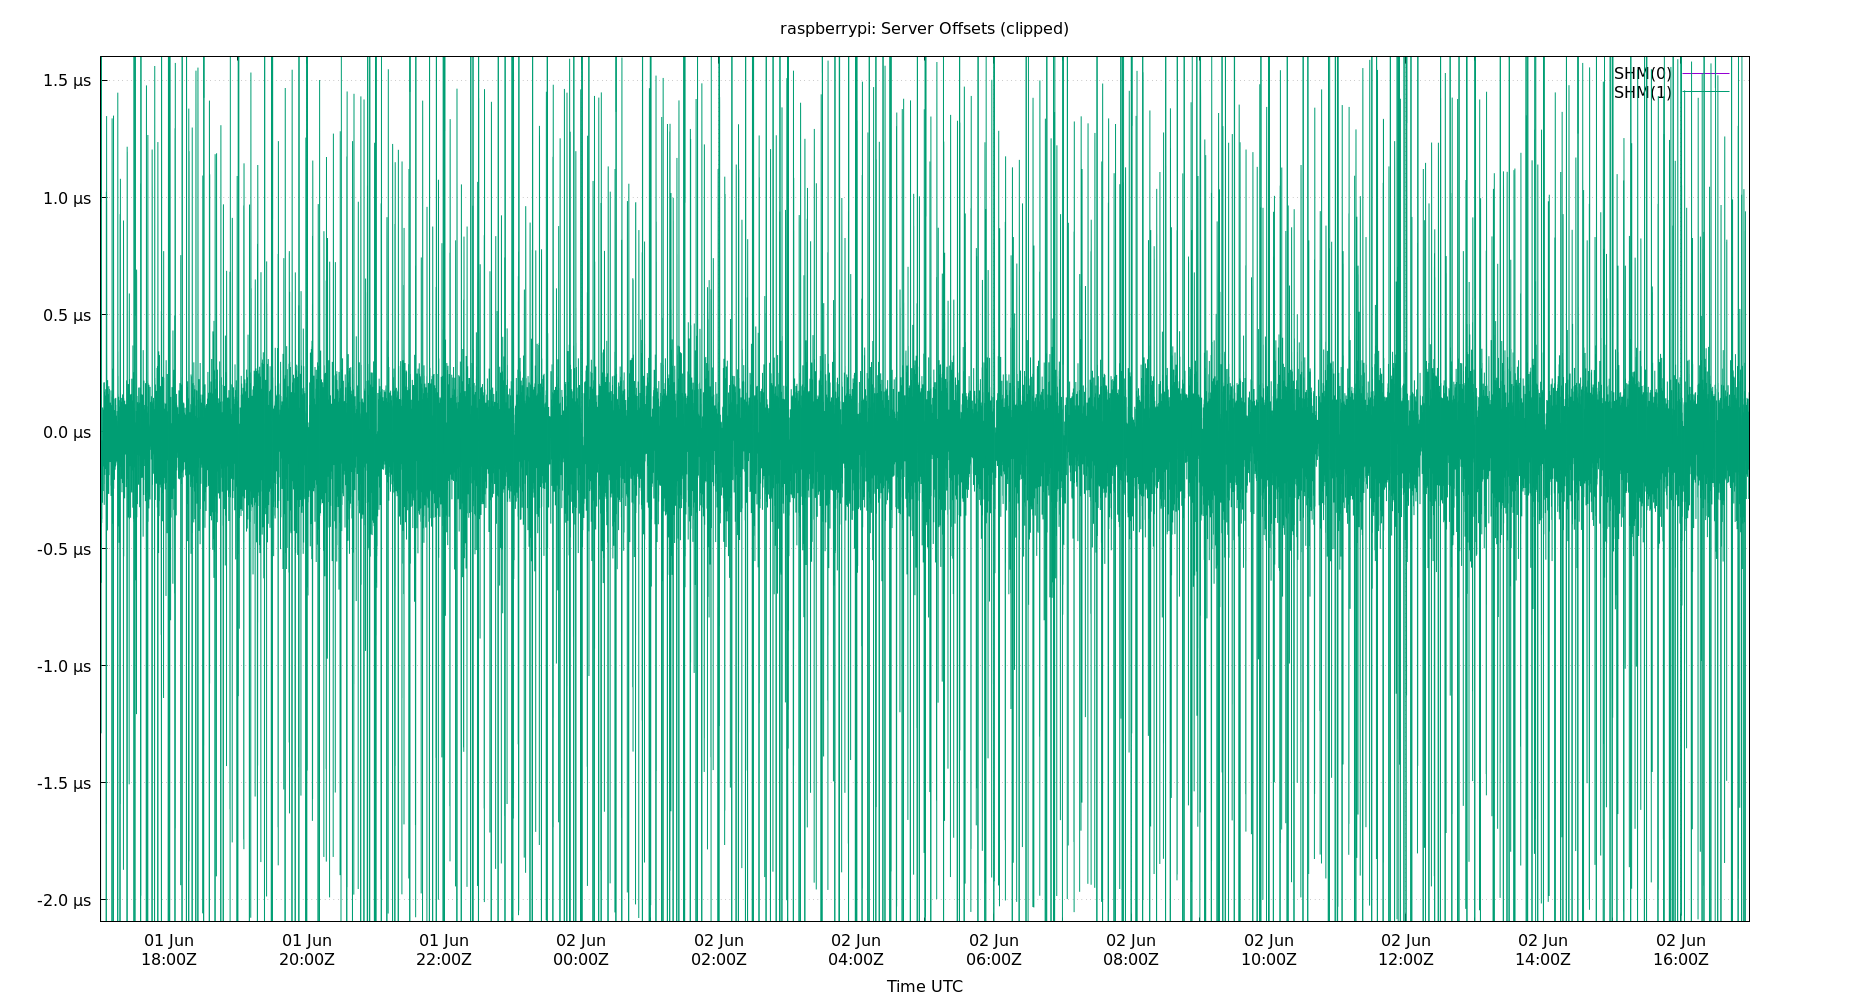 raspberrypi: Server Offsets (clipped)
SHM(0)
SHM(1)
1.5 µs
1.0 µs
0.5 µs
0.0 µs
-0.5 µs
-1.0 µs
-1.5 µs
-2.0 µs
01 Jun 01 Jun 01 Jun 02 Jun 02 Jun 02 Jun 02 Jun 02 Jun 02 Jun 02 Jun 02 Jun 02 Jun
18:00Z 20:00Z 22:00Z 00:00Z 02:00Z 04:00Z 06:00Z 08:00Z 10:00Z 12:00Z 14:00Z 16:00Z
Time UTC